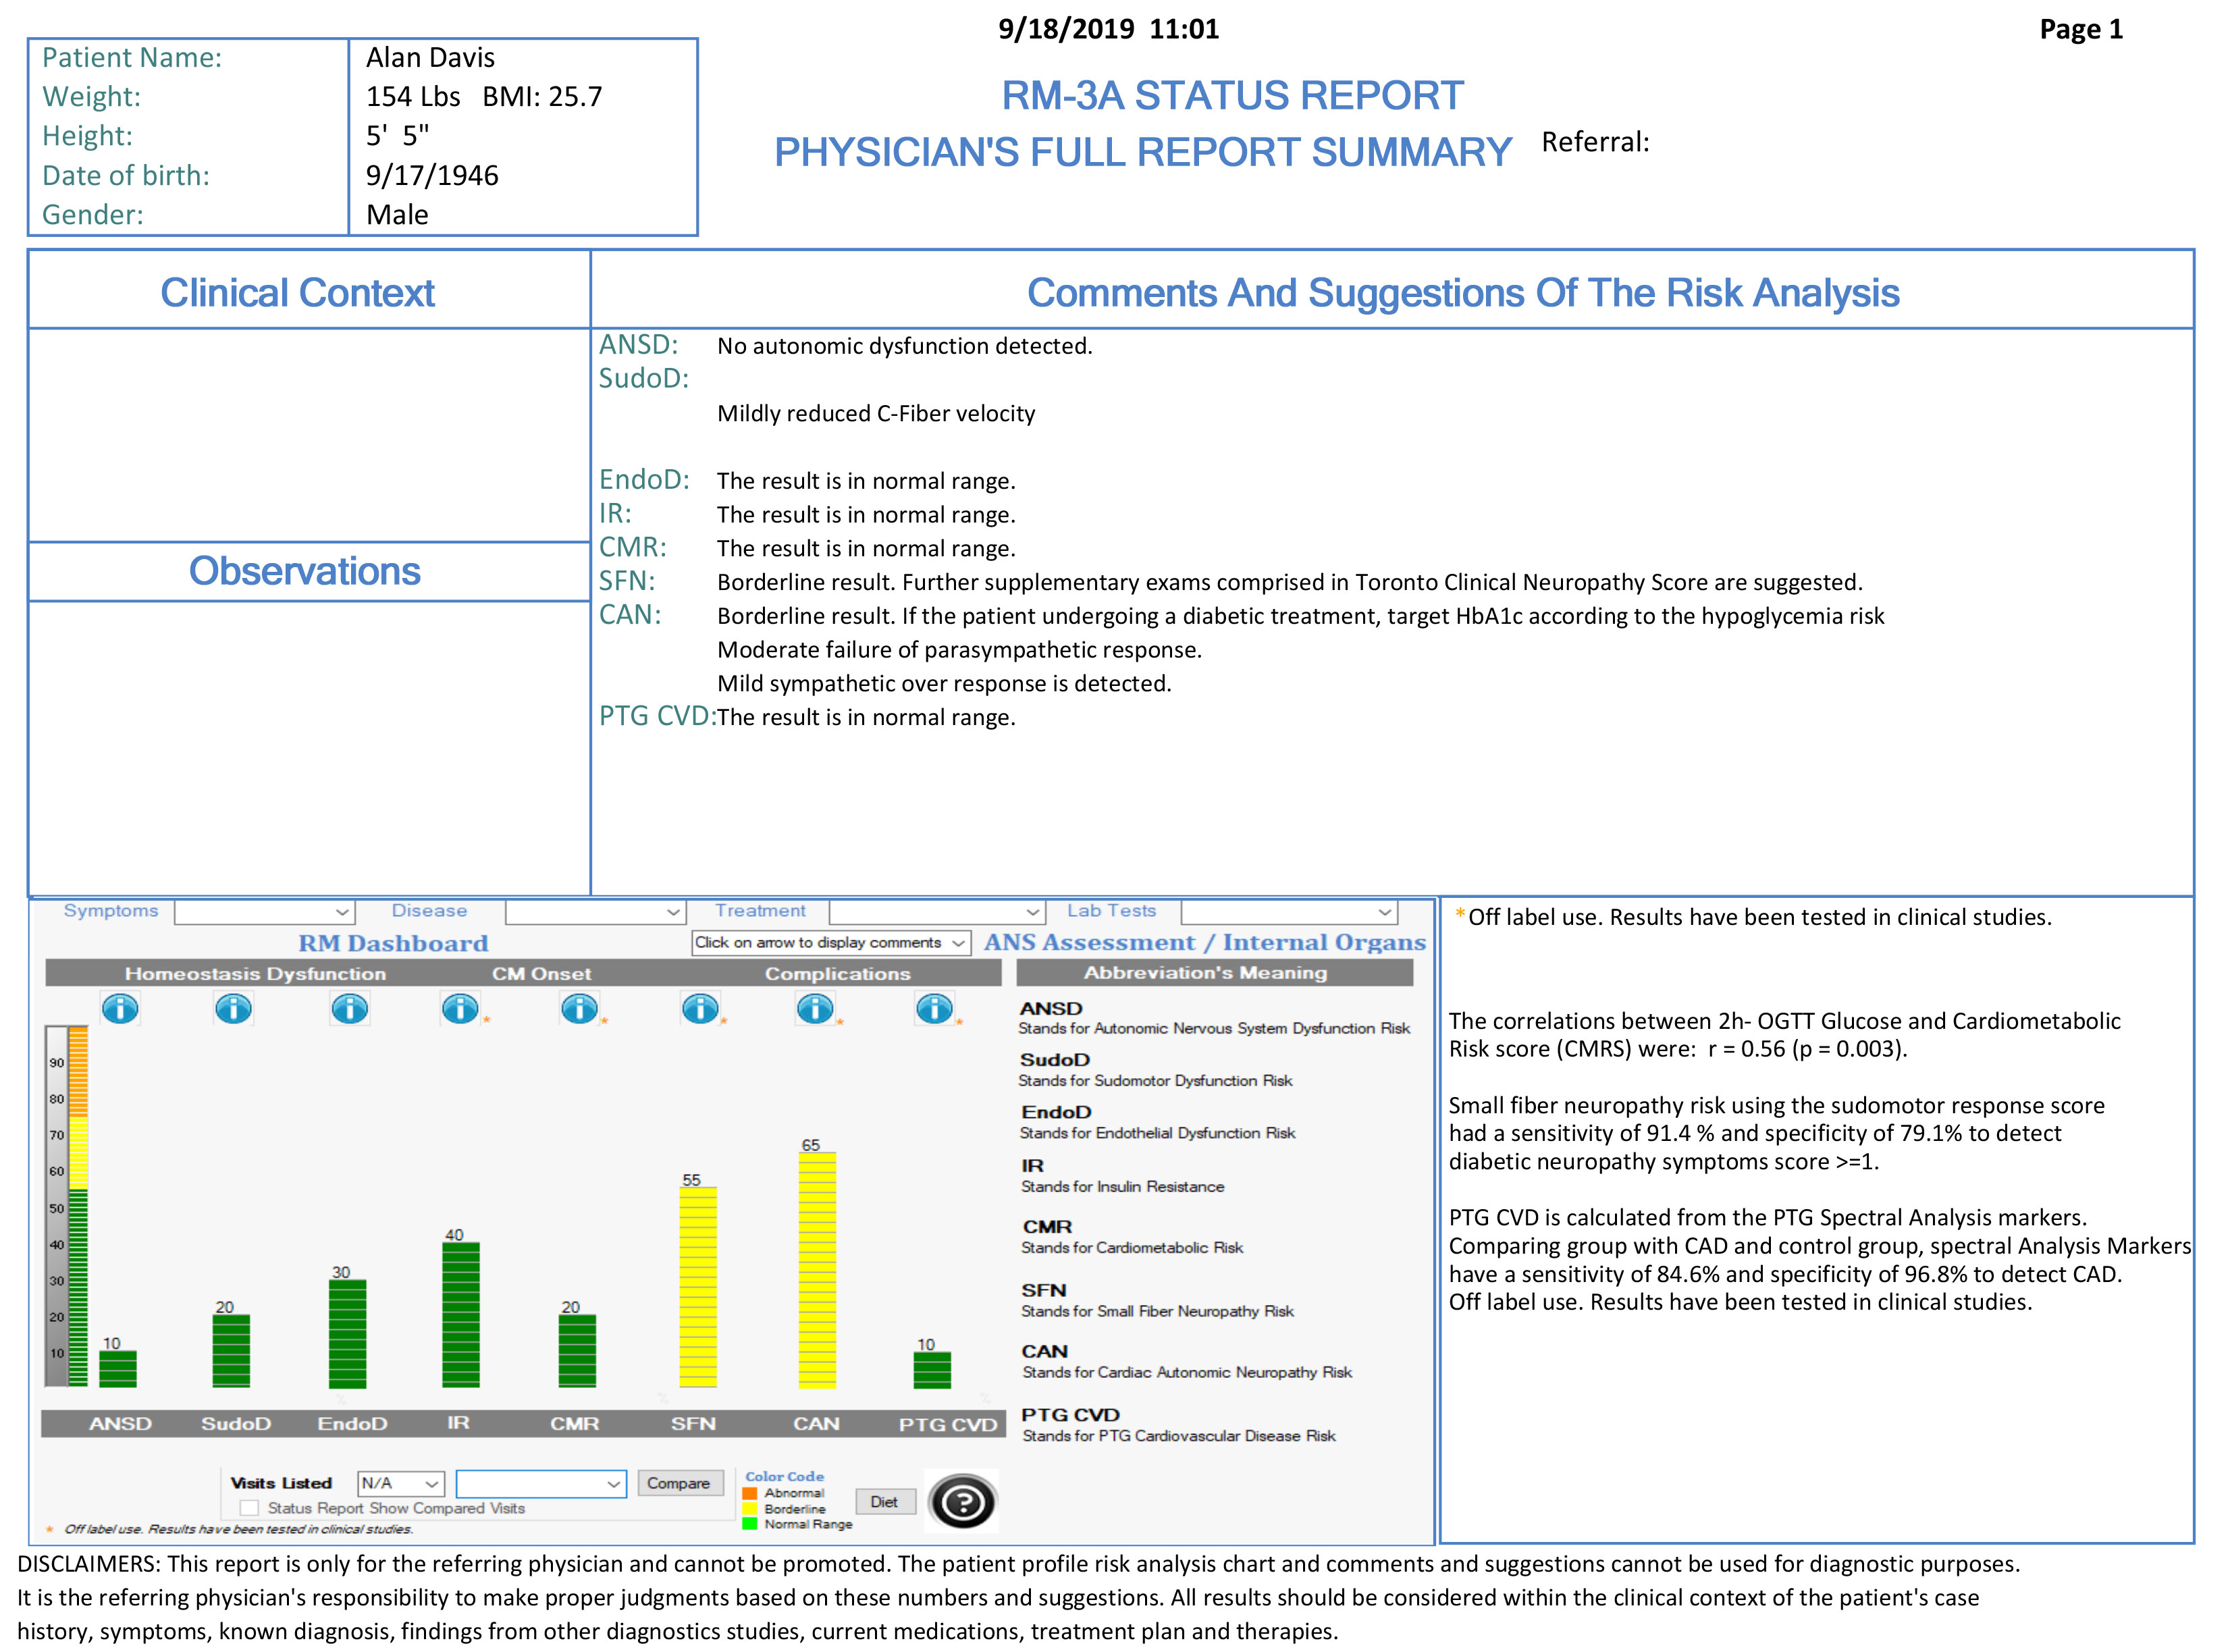 9/18/2019 11:01
Page 1
Patient Name: Alan Davis
Weight: 154 Lbs BMI: 25.7
Height: 5' 5"
Date of birth: 9/17/1946
Gender: Male
RM-3A STATUS REPORT
PHYSICIAN'S FULL REPORT SUMMARY
Referral:
Clinical Context
Observations
Comments And Suggestions Of The Risk Analysis
ANSD: No autonomic dysfunction detected.
SudoD:
Mildly reduced C-Fiber velocity
EndoD: The result is in normal range.
IR: The result is in normal range.
CMR: The result is in normal range.
SFN: Borderline result. Further supplementary exams comprised in Toronto Clinical Neuropathy Score are suggested.
CAN: Borderline result. If the patient undergoing a diabetic treatment, target HbA1c according to the hypoglycemia risk
Moderate failure of parasympathetic response.
Mild sympathetic over response is detected.
PTG CVD: The result is in normal range.
Symptoms Disease Treatment Lab Tests
RM Dashboard
Click on arrow to display comments
ANS Assessment / Internal Organs
Homeostasis Dysfunction CM Onset Complications
* * * * *
90
80
70
60
50
40
30
20
10
10 20 30 40 20 55 65 10
ANSD SudoD EndoD IR CMR SFN CAN PTG CVD
Abbreviation's Meaning
ANSD
Stands for Autonomic Nervous System Dysfunction Risk
SudoD
Stands for Sudomotor Dysfunction Risk
EndoD
Stands for Endothelial Dysfunction Risk
IR
Stands for Insulin Resistance
CMR
Stands for Cardiometabolic Risk
SFN
Stands for Small Fiber Neuropathy Risk
CAN
Stands for Cardiac Autonomic Neuropathy Risk
PTG CVD
Stands for PTG Cardiovascular Disease Risk
Visits Listed N/A Compare
Status Report Show Compared Visits
Color Code
Abnormal
Borderline
Normal Range
Diet
?
* Off label use. Results have been tested in clinical studies.
*Off label use. Results have been tested in clinical studies.
The correlations between 2h- OGTT Glucose and Cardiometabolic
Risk score (CMRS) were: r = 0.56 (p = 0.003).
Small fiber neuropathy risk using the sudomotor response score
had a sensitivity of 91.4 % and specificity of 79.1% to detect
diabetic neuropathy symptoms score >=1.
PTG CVD is calculated from the PTG Spectral Analysis markers.
Comparing group with CAD and control group, spectral Analysis Markers
have a sensitivity of 84.6% and specificity of 96.8% to detect CAD.
Off label use. Results have been tested in clinical studies.
DISCLAIMERS: This report is only for the referring physician and cannot be promoted. The patient profile risk analysis chart and comments and suggestions cannot be used for diagnostic purposes.
It is the referring physician's responsibility to make proper judgments based on these numbers and suggestions. All results should be considered within the clinical context of the patient's case
history, symptoms, known diagnosis, findings from other diagnostics studies, current medications, treatment plan and therapies.